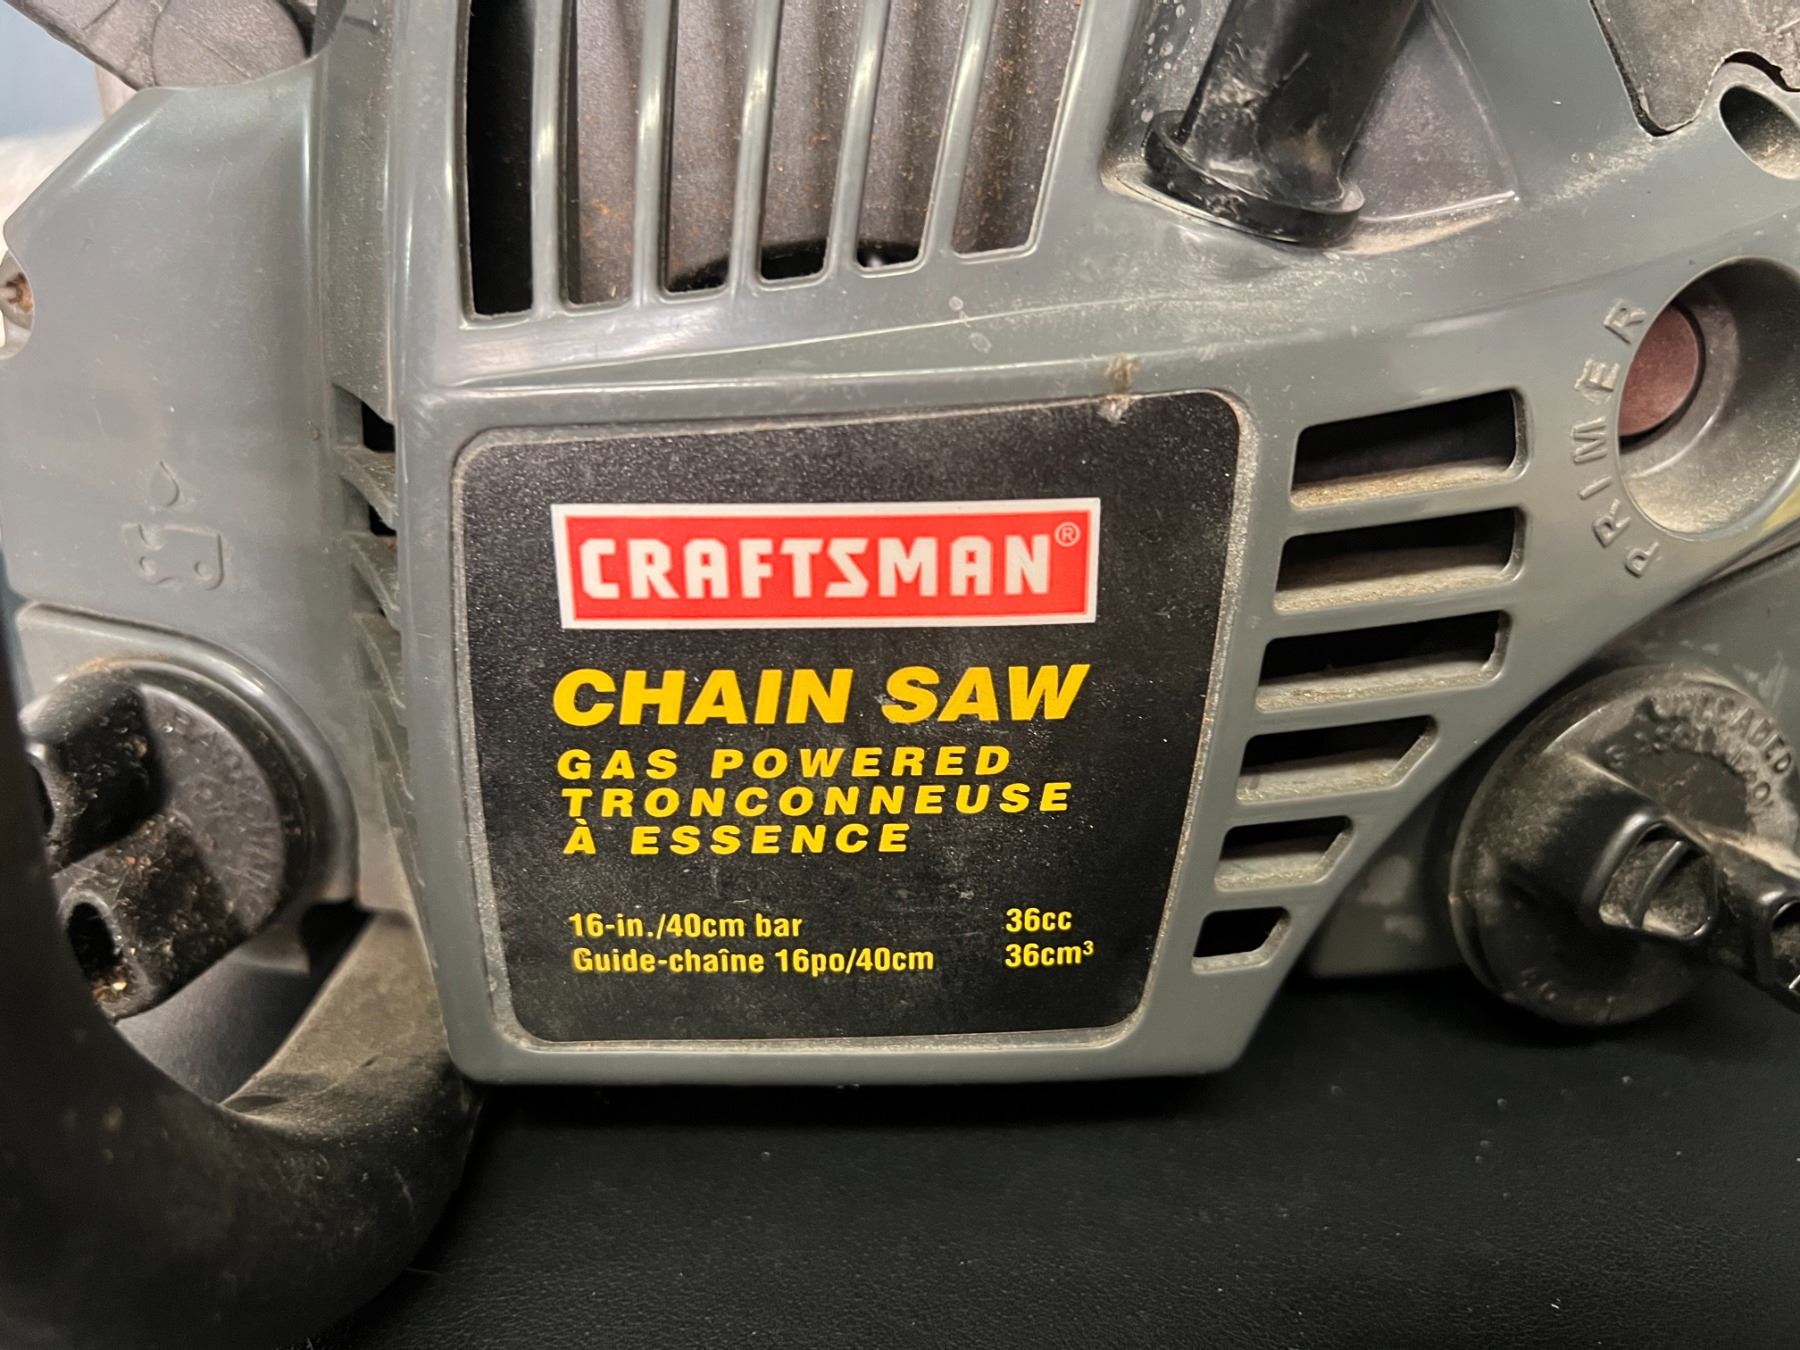 PRIMER
CRAFTSMAN®
CHAIN SAW
GAS POWERED
TRONCONNEUSE
À ESSENCE
16-in./40cm bar 36cc
Guide-chaîne 16po/40cm 36cm³